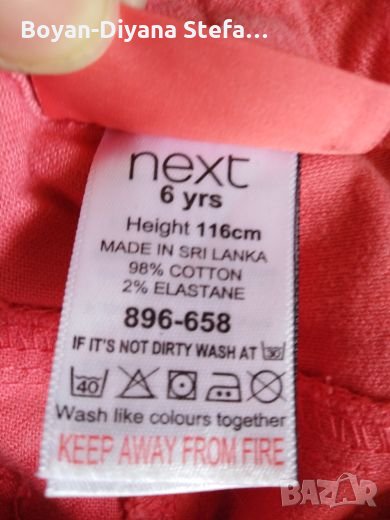 Boyan-Diyana Stefa...
next
6 yrs
Height 116cm
MADE IN SRI LANKA
98% COTTON
2% ELASTANE
896-658
IF IT'S NOT DIRTY WASH AT 30
40
Wash like colours together
KEEP AWAY FROM FIRE
BAZAR